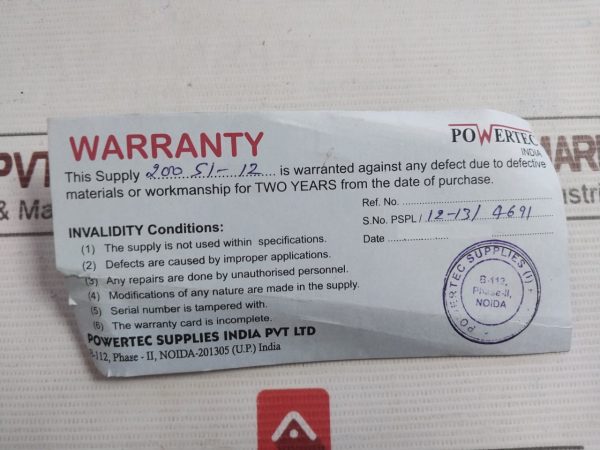 WARRANTY
POWERTEC
INDIA
This Supply 200 S1-12 is warranted against any defect due to defective
materials or workmanship for TWO YEARS from the date of purchase.
Ref. No. ....................
S.No. PSPL/ 12-13/ 4691
Date ....................
INVALIDITY Conditions:
(1) The supply is not used within specifications.
(2) Defects are caused by improper applications.
(3) Any repairs are done by unauthorised personnel.
(4) Modifications of any nature are made in the supply.
(5) Serial number is tampered with.
(6) The warranty card is incomplete.
POWERTEC SUPPLIES INDIA PVT LTD
B-112, Phase - II, NOIDA-201305 (U.P.) India
POWERTEC SUPPLIES (I)
B-112,
Phase-II,
NOIDA
PVT
MAR
& Ma
dustri